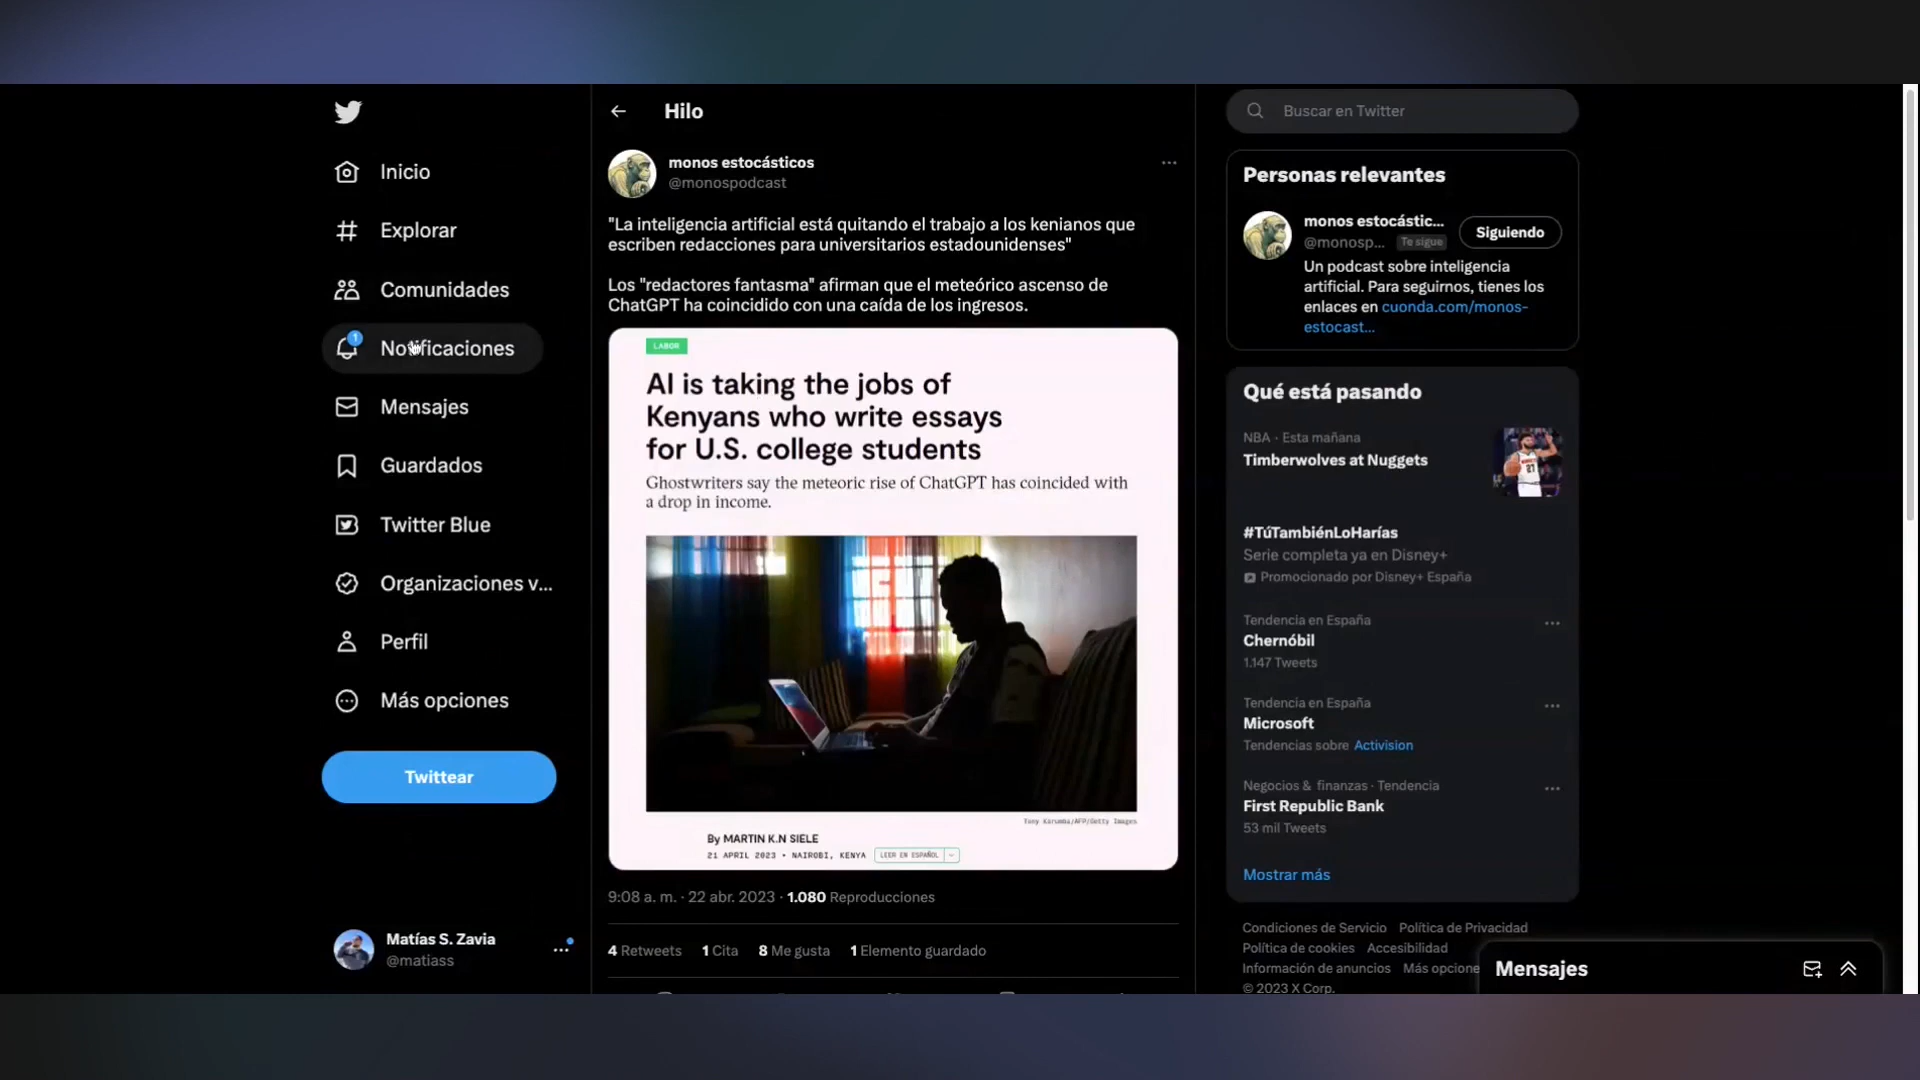 Inicio
Explorar
Comunidades
1
Notificaciones
Mensajes
Guardados
Twitter Blue
Organizaciones v...
Perfil
Más opciones
Twittear
Matías S. Zavia
@matiass
Hilo
monos estocásticos
@monospodcast
"La inteligencia artificial está quitando el trabajo a los kenianos que
escriben redacciones para universitarios estadounidenses"
Los "redactores fantasma" afirman que el meteórico ascenso de
ChatGPT ha coincidido con una caída de los ingresos.
LABOR
AI is taking the jobs of
Kenyans who write essays
for U.S. college students
Ghostwriters say the meteoric rise of ChatGPT has coincided with
a drop in income.
Tony Karumba/AFP/Getty Images
By MARTIN K.N SIELE
21 APRIL 2023 • NAIROBI, KENYA LEER EN ESPAÑOL
9:08 a. m. · 22 abr. 2023 · 1.080 Reproducciones
4 Retweets 1 Cita 8 Me gusta 1 Elemento guardado
Buscar en Twitter
Personas relevantes
monos estocástic...
@monosp... Te sigue
Siguiendo
Un podcast sobre inteligencia
artificial. Para seguirnos, tienes los
enlaces en cuonda.com/monos-
estocast...
Qué está pasando
NBA · Esta mañana
Timberwolves at Nuggets
#TúTambiénLoHarías
Serie completa ya en Disney+
Promocionado por Disney+ España
Tendencia en España
Chernóbil
1.147 Tweets
Tendencia en España
Microsoft
Tendencias sobre Activision
Negocios & finanzas · Tendencia
First Republic Bank
53 mil Tweets
Mostrar más
Condiciones de Servicio Política de Privacidad
Política de cookies Accesibilidad
Información de anuncios Más opcione
© 2023 X Corp.
Mensajes